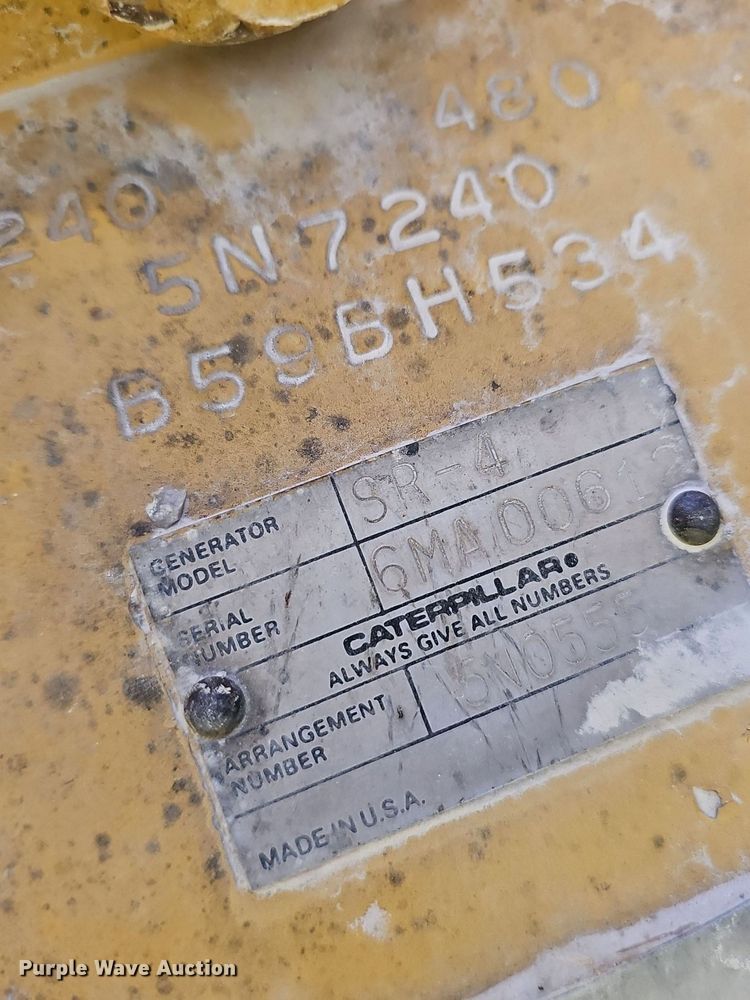 480
240
5N7240
B59BH534
GENERATOR MODEL SR-4
SERIAL NUMBER
CATERPILLAR®
ALWAYS GIVE ALL NUMBERS
ARRANGEMENT NUMBER 5N0555
MADE IN U.S.A.
Purple Wave Auction